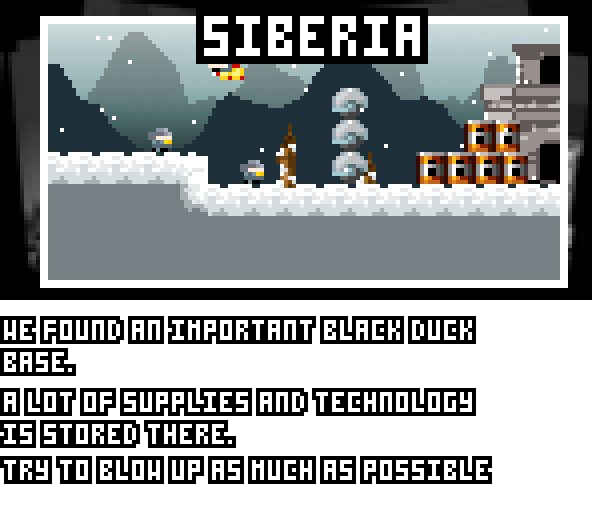 SIBERIA
WE FOUND AN IMPORTANT BLACK DUCK
BASE.
A LOT OF SUPPLIES AND TECHNOLOGY
IS STORED THERE.
TRY TO BLOW UP AS MUCH AS POSSIBLE